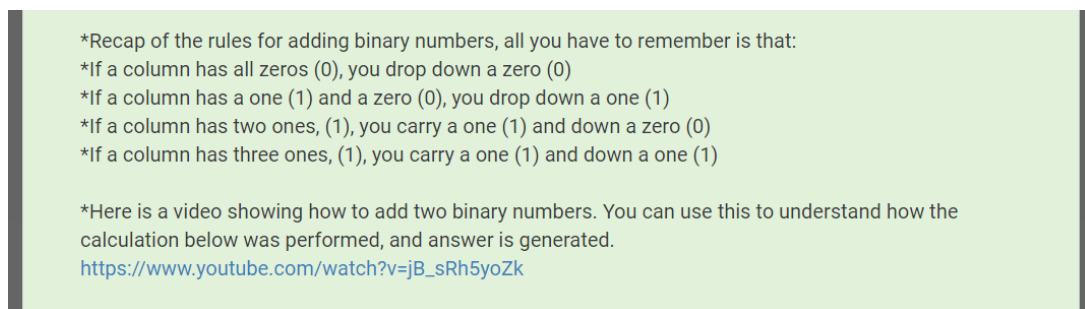 *Recap of the rules for adding binary numbers, all you have to remember is that:
*If a column has all zeros (0), you drop down a zero (0)
*If a column has a one (1) and a zero (0), you drop down a one (1)
*If a column has two ones, (1), you carry a one (1) and down a zero (0)
*If a column has three ones, (1), you carry a one (1) and down a one (1)
*Here is a video showing how to add two binary numbers. You can use this to understand how the
calculation below was performed, and answer is generated.
https://www.youtube.com/watch?v=jB_sRh5yoZk